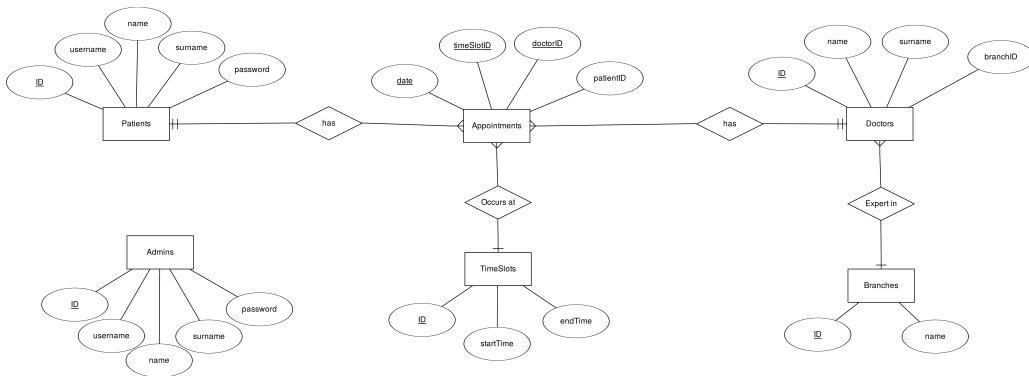 name
username
surname
ID
password
Patients
has
timeSlotID
doctorID
date
patientID
Appointments
has
name
surname
ID
branchID
Doctors
Occurs at
Expert in
Admins
ID
username
name
surname
password
TimeSlots
ID
startTime
endTime
Branches
ID
name